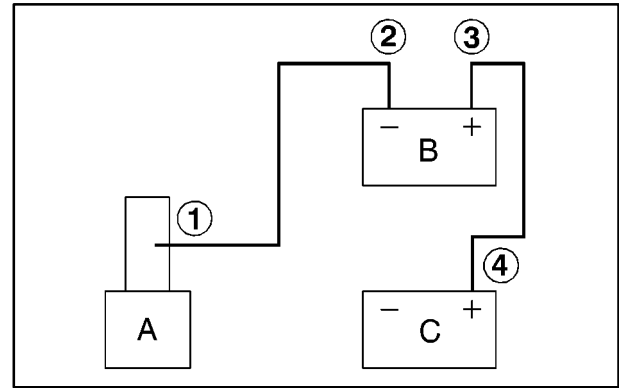 ② ③
− +
B
①
④
− +
A C